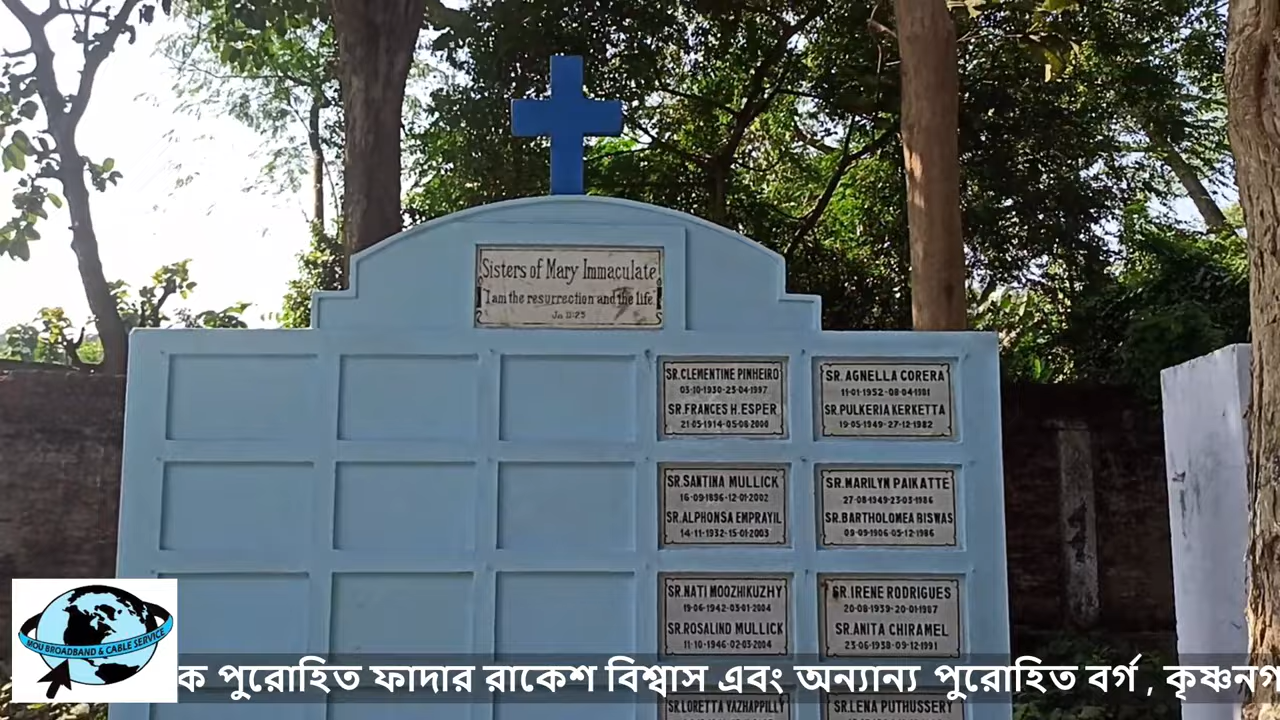 Sisters of Mary Immaculate
"I am the resurrection and the life."
Jn 11:25
SR.CLEMENTINE PINHEIRO
03-10-1930-23-04-1997
SR.FRANCES H. ESPER
21-05-1914-05-08-2000
SR. AGNELLA CORERA
11-01-1952-08-04-1981
SR.PULKERIA KERKETTA
19-05-1949-27-12-1982
SR.SANTINA MULLICK
16-09-1896-12-01-2002
SR.ALPHONSA EMPRAYIL
14-11-1932-15-01-2003
SR.MARILYN PAIKATTE
27-08-1949-23-03-1986
SR.BARTHOLOMEA BISWAS
09-09-1906-05-12-1986
SR.NATI MOOZHIKUZHY
19-06-1942-03-01-2004
SR.ROSALIND MULLICK
11-10-1946-02-03-2004
SR.IRENE RODRIGUES
20-08-1939-20-01-1987
SR.ANITA CHIRAMEL
23-06-1938-09-12-1991
SR.LORETTA VAZHAPPILLY
SR.LENA PUTHUSSERY
MOU BROADBAND & CABLE SERVICE
ক পুরোহিত ফাদার রাকেশ বিশ্বাস এবং অন্যান্য পুরোহিত বর্গ , কৃষ্ণনগ